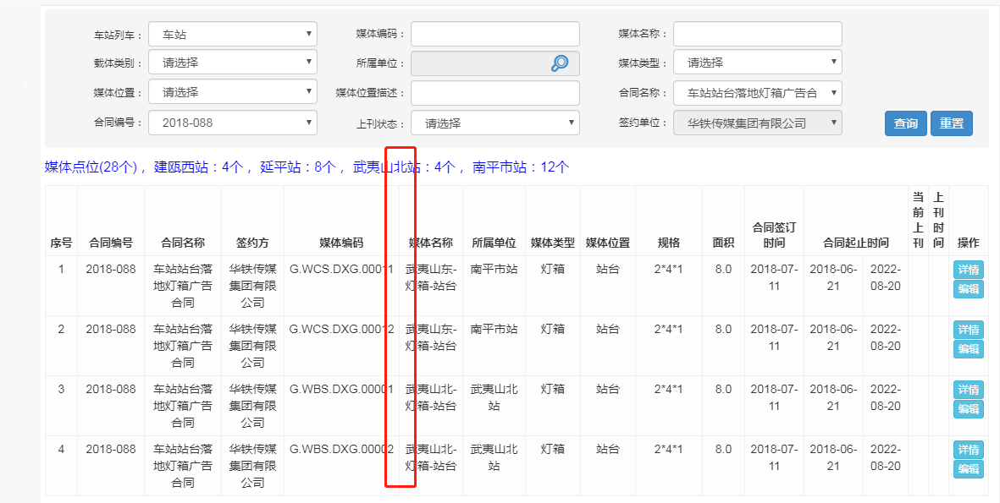 车站列车： 车站 媒体编码： 媒体名称：
载体类别： 请选择 所属单位： 媒体类型： 请选择
媒体位置： 请选择 媒体位置描述： 合同名称： 车站站台落地灯箱广告合
合同编号： 2018-088 上刊状态： 请选择 签约单位： 华铁传媒集团有限公司 查询 重置
媒体点位(28个)， 建瓯西站：4个， 延平站：8个， 武夷山北站：4个， 南平市站：12个
序号 合同编号 合同名称 签约方 媒体编码 媒体名称 所属单位 媒体类型 媒体位置 规格 面积 合同签订时间 合同起止时间 当前上刊 上刊时间 操作
1 2018-088 车站站台落地灯箱广告合同 华铁传媒集团有限公司 G.WCS.DXG.00011 武夷山东-灯箱-站台 南平市站 灯箱 站台 2*4*1 8.0 2018-07-11 2018-06-21 2022-08-20 详情 编辑
2 2018-088 车站站台落地灯箱广告合同 华铁传媒集团有限公司 G.WCS.DXG.00012 武夷山东-灯箱-站台 南平市站 灯箱 站台 2*4*1 8.0 2018-07-11 2018-06-21 2022-08-20 详情 编辑
3 2018-088 车站站台落地灯箱广告合同 华铁传媒集团有限公司 G.WBS.DXG.00001 武夷山北-灯箱-站台 武夷山北站 灯箱 站台 2*4*1 8.0 2018-07-11 2018-06-21 2022-08-20 详情 编辑
4 2018-088 车站站台落地灯箱广告合同 华铁传媒集团有限公司 G.WBS.DXG.00002 武夷山北-灯箱-站台 武夷山北站 灯箱 站台 2*4*1 8.0 2018-07-11 2018-06-21 2022-08-20 详情 编辑